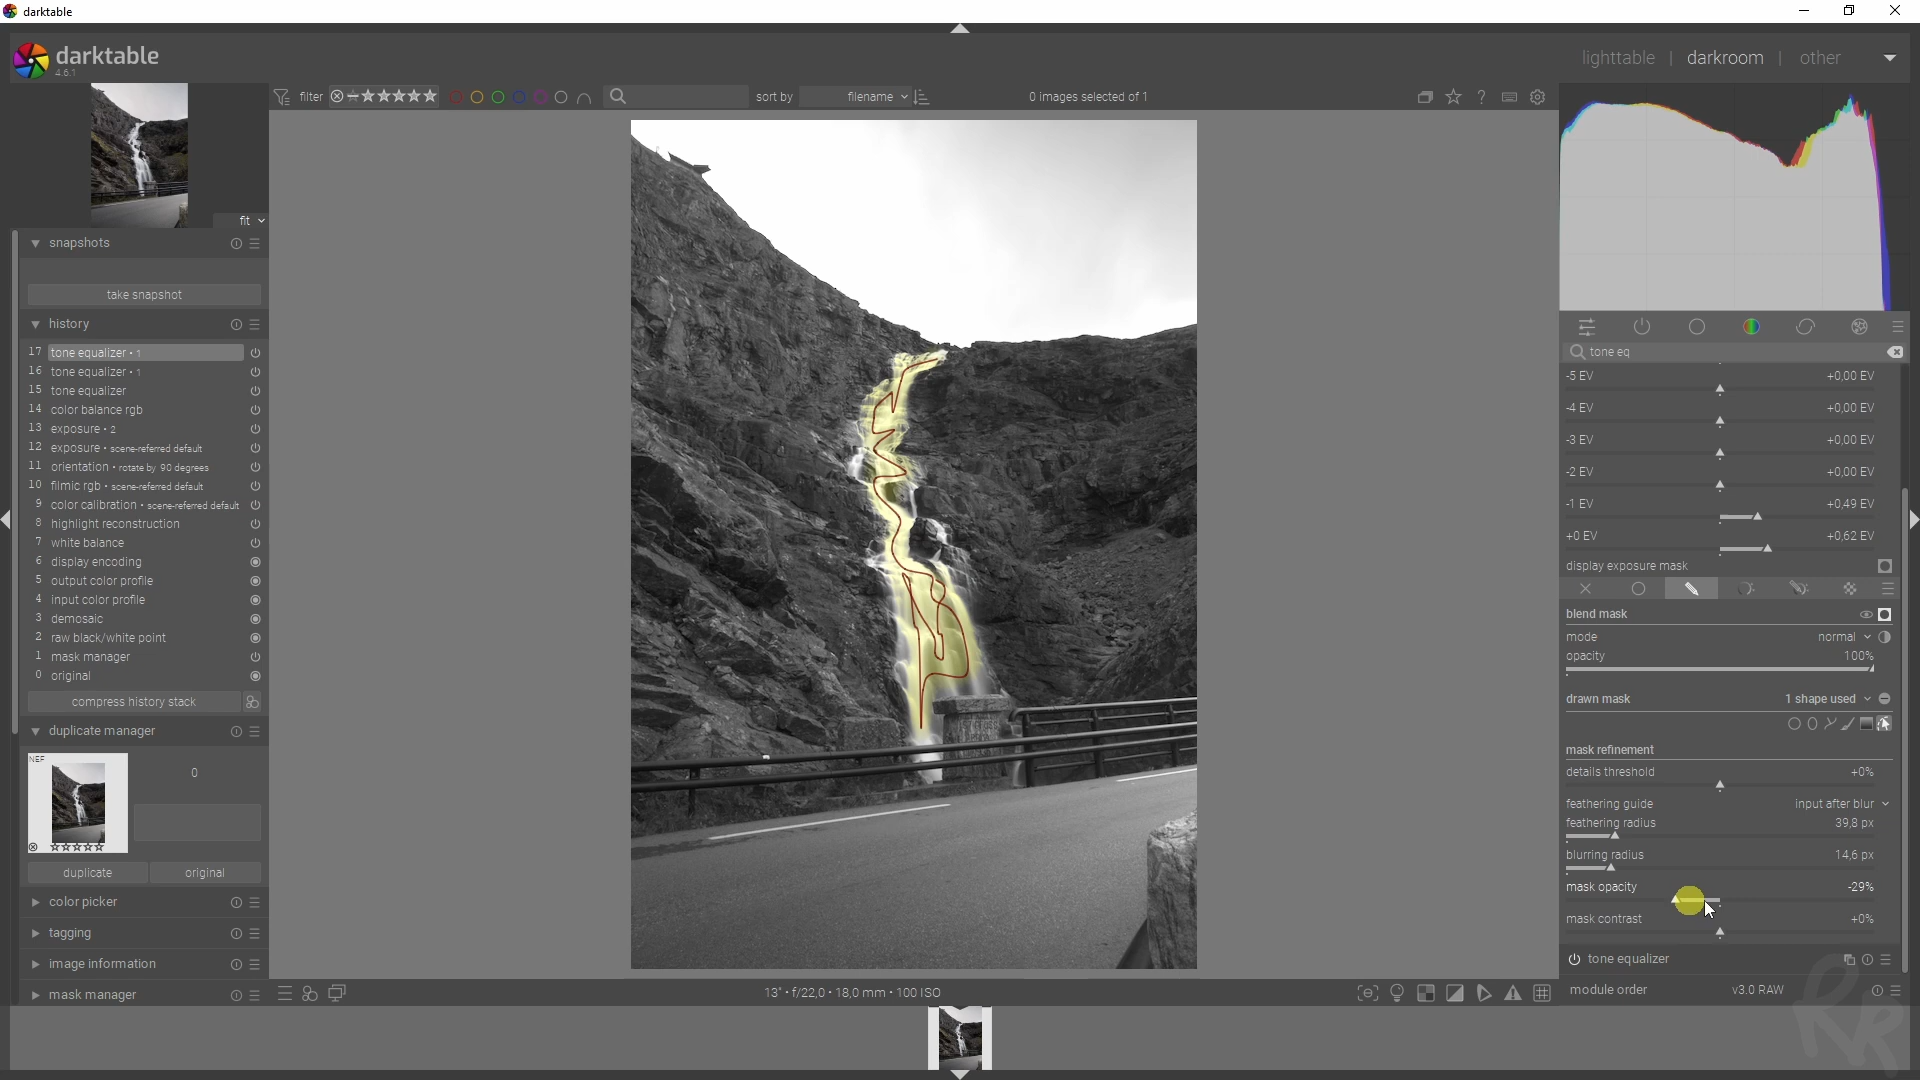 darktable
darktable
4.6.1
lighttable | darkroom | other
filter
sort by filename
0 images selected of 1
fit
snapshots
take snapshot
history
17 tone equalizer • 1
16 tone equalizer • 1
15 tone equalizer
14 color balance rgb
13 exposure • 2
12 exposure • scene-referred default
11 orientation • rotate by 90 degrees
10 filmic rgb • scene-referred default
9 color calibration • scene-referred default
8 highlight reconstruction
7 white balance
6 display encoding
5 output color profile
4 input color profile
3 demosaic
2 raw black/white point
1 mask manager
0 original
compress history stack
duplicate manager
NEF
0
duplicate original
color picker
tagging
image information
mask manager
13" • f/22,0 • 18,0 mm • 100 ISO
tone eq
-5 EV +0,00 EV
-4 EV +0,00 EV
-3 EV +0,00 EV
-2 EV +0,00 EV
-1 EV +0,49 EV
+0 EV +0,62 EV
display exposure mask
blend mask
mode normal
opacity 100%
drawn mask 1 shape used
mask refinement
details threshold +0%
feathering guide input after blur
feathering radius 39,8 px
blurring radius 14,6 px
mask opacity -29%
mask contrast +0%
tone equalizer
module order v3.0 RAW